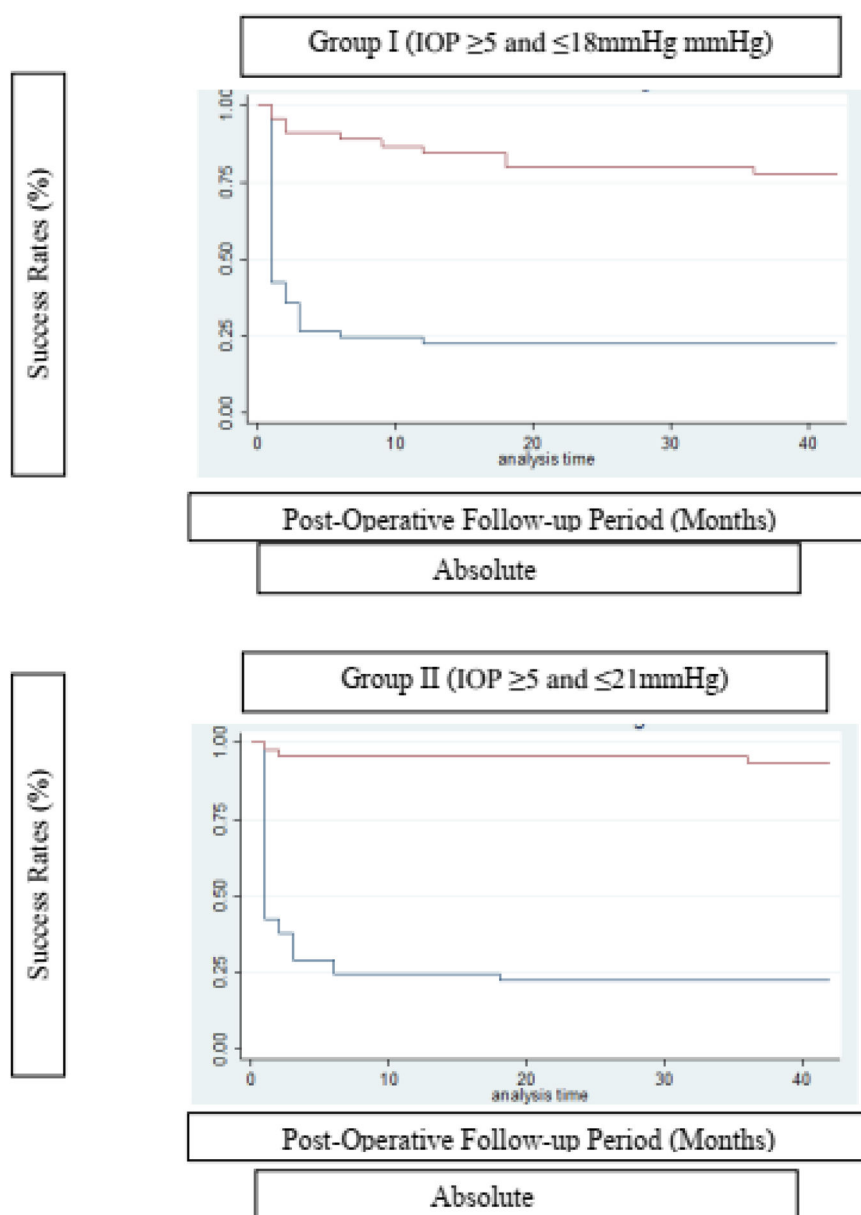 Group I (IOP ≥5 and ≤18mmHg mmHg)
Success Rates (%)
1.00
0.75
0.50
0.25
0.00
0 10 20 30 40
analysis time
Post-Operative Follow-up Period (Months)
Absolute
Group II (IOP ≥5 and ≤21mmHg)
Success Rates (%)
1.00
0.75
0.50
0.25
0.00
0 10 20 30 40
analysis time
Post-Operative Follow-up Period (Months)
Absolute